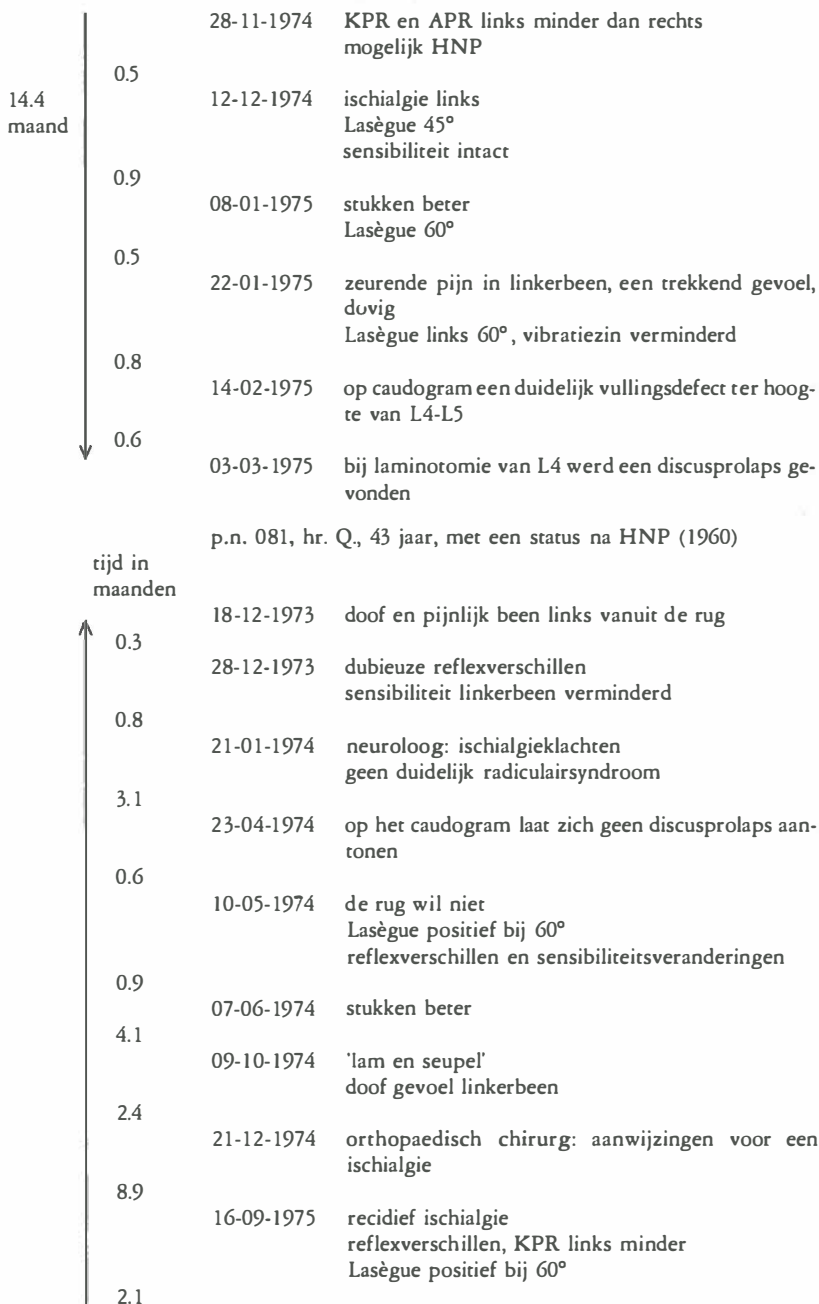 28-11-1974 KPR en APR links minder dan rechts
mogelijk HNP
0.5
14.4
maand
12-12-1974 ischialgie links
Lasègue 45°
sensibiliteit intact
0.9
08-01-1975 stukken beter
Lasègue 60°
0.5
22-01-1975 zeurende pijn in linkerbeen, een trekkend gevoel,
dovig
Lasègue links 60°, vibratiezin verminderd
0.8
14-02-1975 op caudogram een duidelijk vullingsdefect ter hoog-
te van L4-L5
0.6
03-03-1975 bij laminotomie van L4 werd een discusprolaps ge-
vonden
p.n. 081, hr. Q., 43 jaar, met een status na HNP (1960)
tijd in
maanden
18-12-1973 doof en pijnlijk been links vanuit de rug
0.3
28-12-1973 dubieuze reflexverschillen
sensibiliteit linkerbeen verminderd
0.8
21-01-1974 neuroloog: ischialgieklachten
geen duidelijk radiculairsyndroom
3.1
23-04-1974 op het caudogram laat zich geen discusprolaps aan-
tonen
0.6
10-05-1974 de rug wil niet
Lasègue positief bij 60°
reflexverschillen en sensibiliteitsveranderingen
0.9
07-06-1974 stukken beter
4.1
09-10-1974 'lam en seupel'
doof gevoel linkerbeen
2.4
21-12-1974 orthopaedisch chirurg: aanwijzingen voor een
ischialgie
8.9
16-09-1975 recidief ischialgie
reflexverschillen, KPR links minder
Lasègue positief bij 60°
2.1